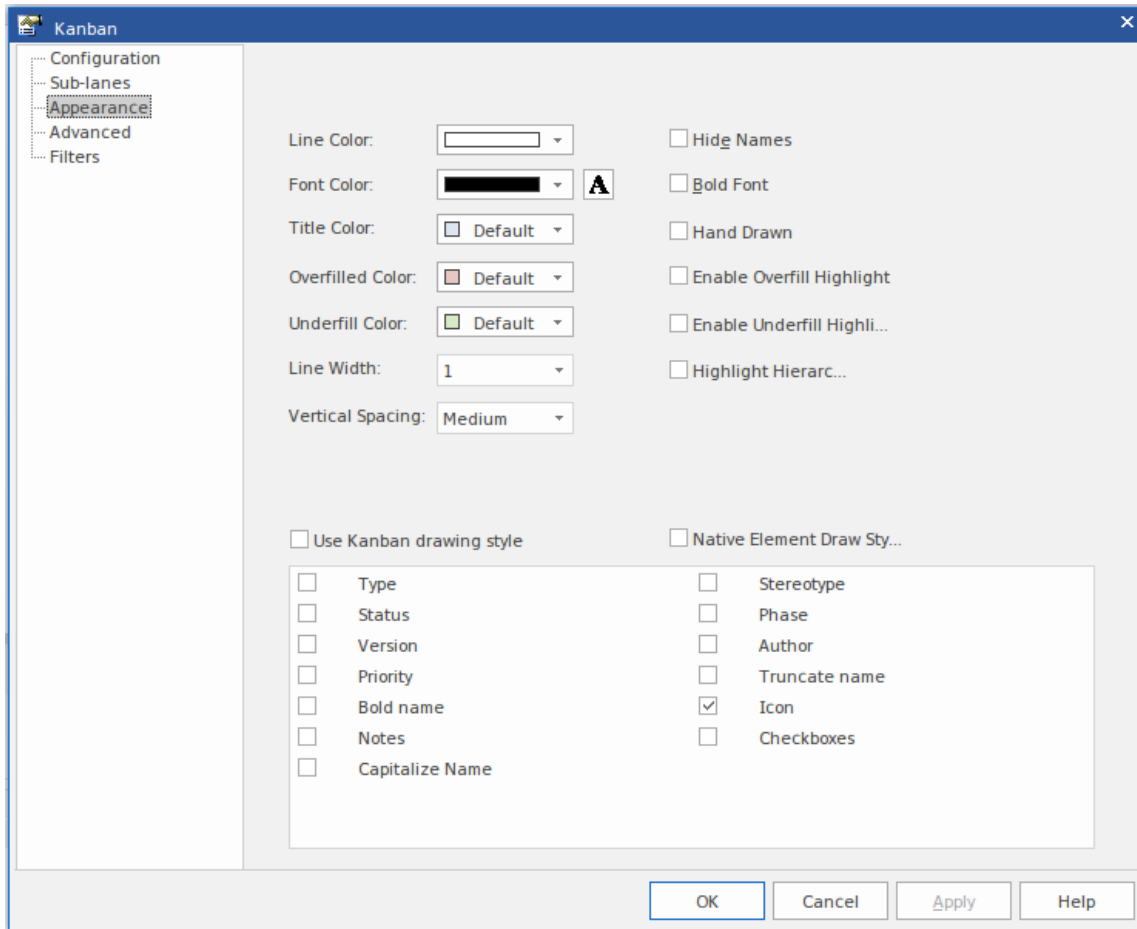 Kanban
Configuration
Sub-lanes
Appearance
Advanced
Filters
Line Color:
Hide Names
Font Color:
A
Bold Font
Title Color:
Default
Hand Drawn
Overfilled Color:
Default
Enable Overfill Highlight
Underfill Color:
Default
Enable Underfill Highli...
Line Width:
1
Highlight Hierarc...
Vertical Spacing:
Medium
Use Kanban drawing style
Native Element Draw Sty...
Type
Stereotype
Status
Phase
Version
Author
Priority
Truncate name
Bold name
Icon
Notes
Checkboxes
Capitalize Name
OK
Cancel
Apply
Help